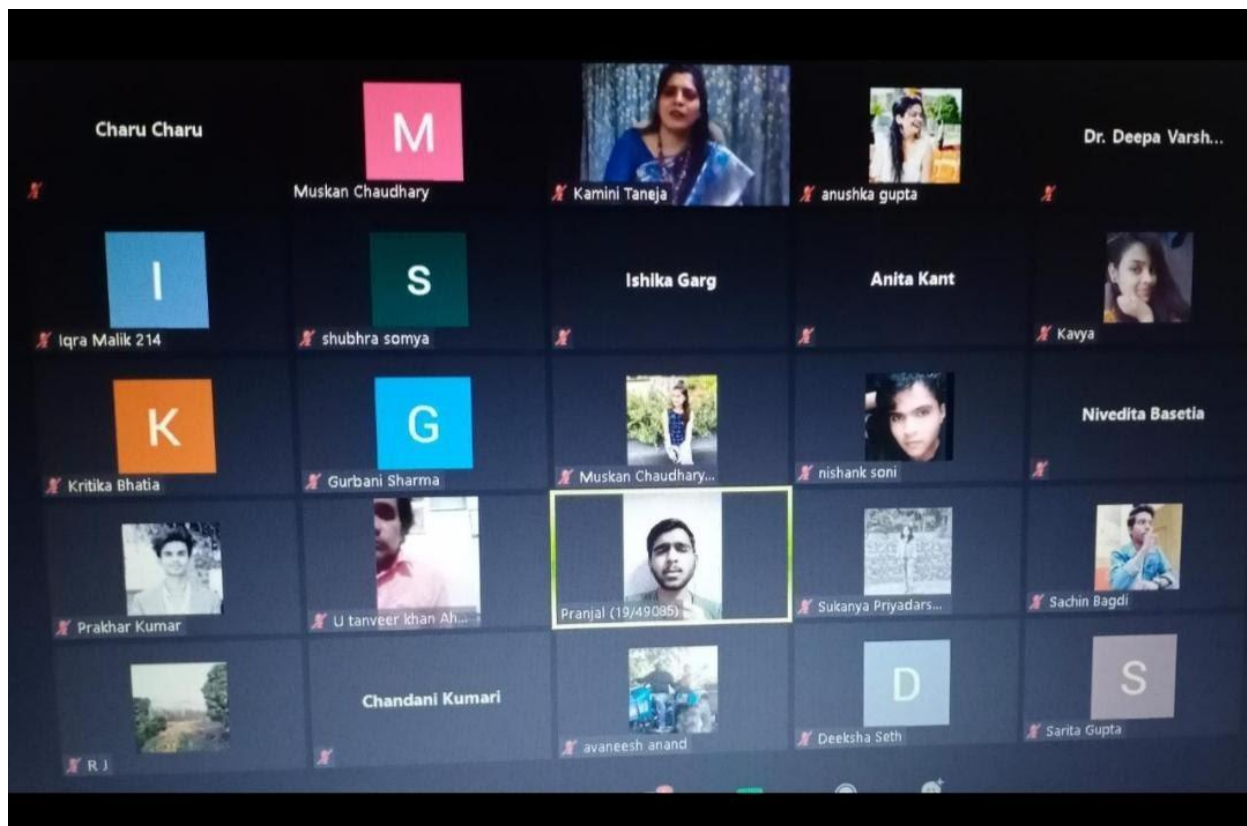 Charu Charu
M
Muskan Chaudhary
Kamini Taneja
anushka gupta
Dr. Deepa Varsh...
I
Iqra Malik 214
S
shubhra somya
Ishika Garg
Anita Kant
Kavya
K
Kritika Bhatia
G
Gurbani Sharma
Muskan Chaudhary...
nishank soni
Nivedita Basetia
Prakhar Kumar
U tanveer khan Ah...
Pranjal (19/49085)
Sukanya Priyadars...
Sachin Bagdi
R J
Chandani Kumari
avaneesh anand
D
Deeksha Seth
S
Sarita Gupta